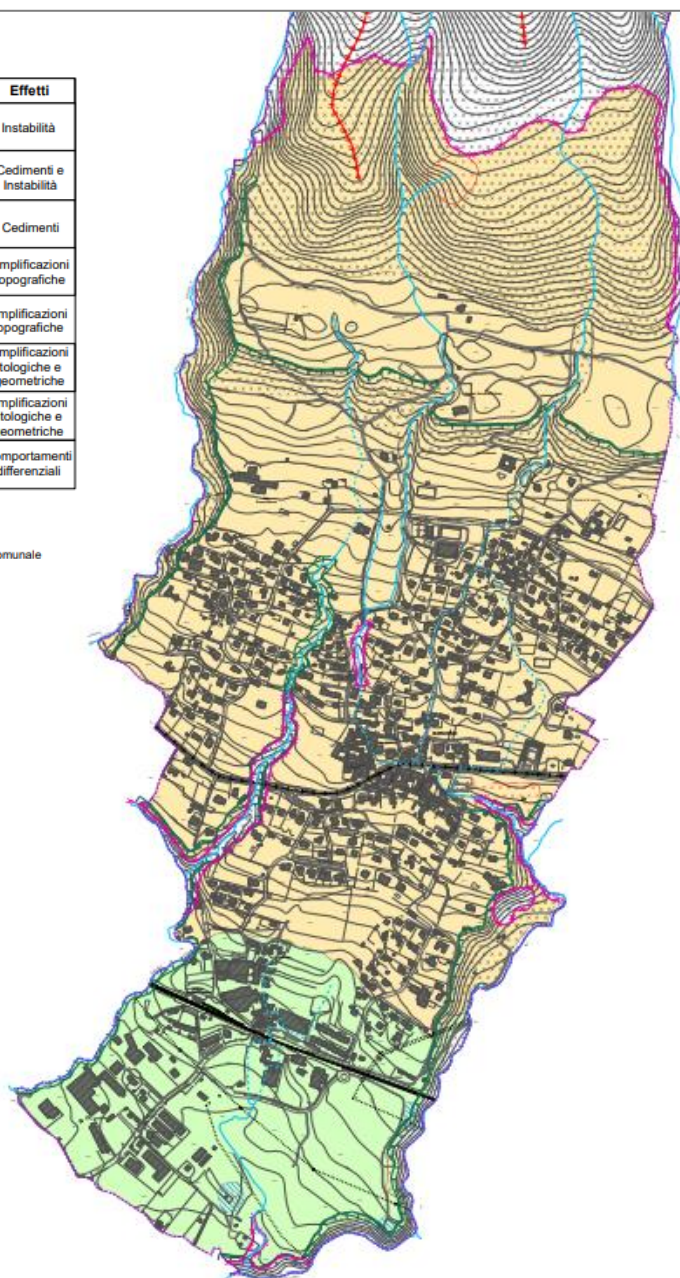 Effetti
Instabilità
Cedimenti e
Instabilità
Cedimenti
mplificazioni
opografiche
mplificazioni
opografiche
mplificazioni
tologiche e
eometriche
mplificazioni
tologiche e
eometriche
omportamenti
differenziali
omunale